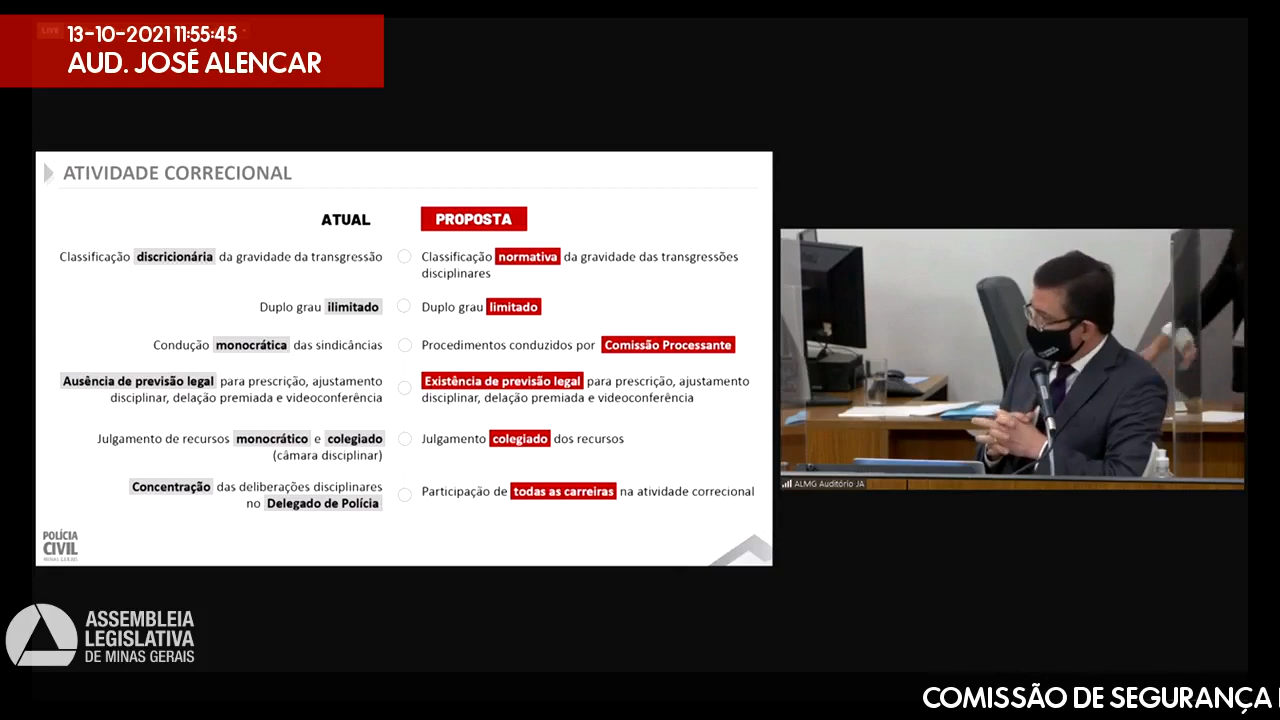 LIVE
13-10-2021 11:55:45
AUD. JOSÉ ALENCAR
ATIVIDADE CORRECIONAL
ATUAL
PROPOSTA
Classificação discricionária da gravidade da transgressão
Classificação normativa da gravidade das transgressões
disciplinares
Duplo grau ilimitado
Duplo grau limitado
Condução monocrática das sindicâncias
Procedimentos conduzidos por Comissão Processante
Ausência de previsão legal para prescrição, ajustamento
disciplinar, delação premiada e videoconferência
Existência de previsão legal para prescrição, ajustamento
disciplinar, delação premiada e videoconferência
Julgamento de recursos monocrático e colegiado
(câmara disciplinar)
Julgamento colegiado dos recursos
Concentração das deliberações disciplinares
no Delegado de Polícia
Participação de todas as carreiras na atividade correcional
POLÍCIA
CIVIL
MINAS GERAIS
ALMG Auditório JA
ASSEMBLEIA
LEGISLATIVA
DE MINAS GERAIS
COMISSÃO DE SEGURANÇA